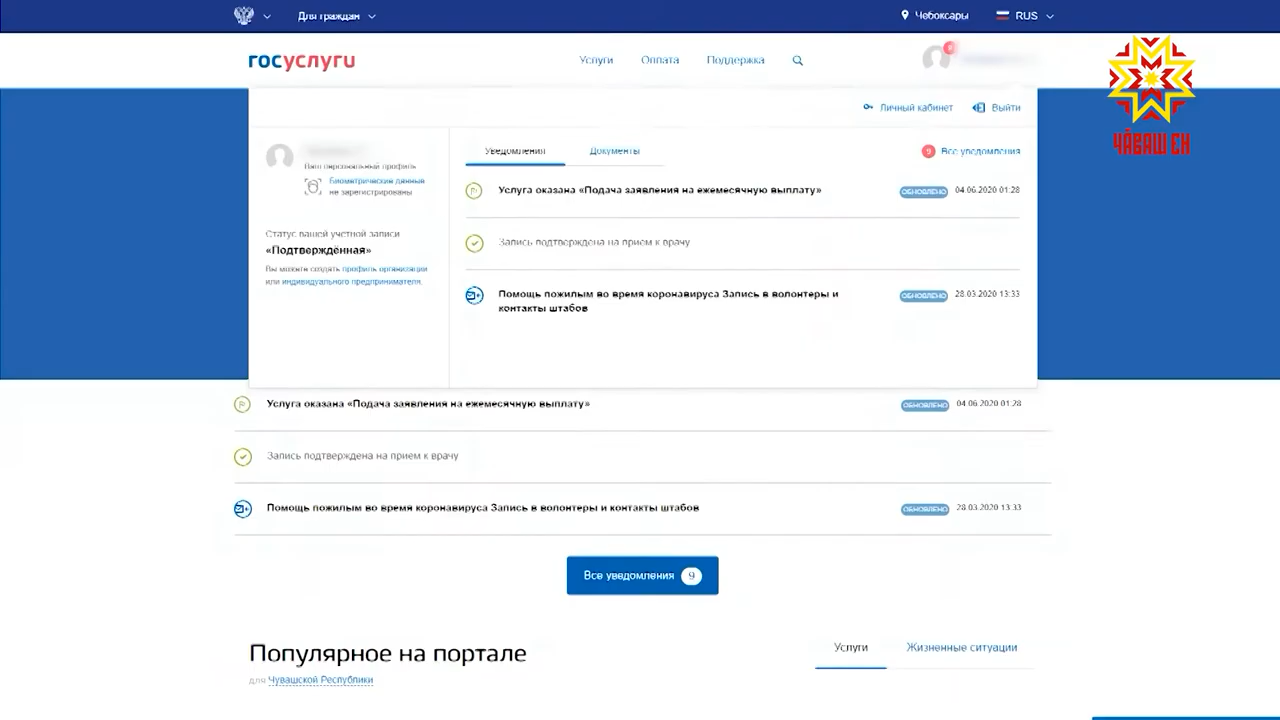 Для граждан
Чебоксары
RUS
госуслуги
Услуги
Оплата
Поддержка
ЧӐВАШ ЕН
Личный кабинет
Выйти
Ваш персональный профиль
Биометрические данные
не зарегистрированы
Статус вашей учетной записи
«Подтверждённая»
Вы можете создать профиль организации
или индивидуального предпринимателя.
Уведомления
Документы
9 Все уведомления
Услуга оказана «Подача заявления на ежемесячную выплату»
ОБНОВЛЕНО 04.06.2020 01:28
Запись подтверждена на прием к врачу
Помощь пожилым во время коронавируса Запись в волонтеры и
контакты штабов
ОБНОВЛЕНО 28.03.2020 13:33
Услуга оказана «Подача заявления на ежемесячную выплату»
ОБНОВЛЕНО 04.06.2020 01:28
Запись подтверждена на прием к врачу
Помощь пожилым во время коронавируса Запись в волонтеры и контакты штабов
ОБНОВЛЕНО 28.03.2020 13:33
Все уведомления 9
Популярное на портале
для Чувашской Республики
Услуги
Жизненные ситуации